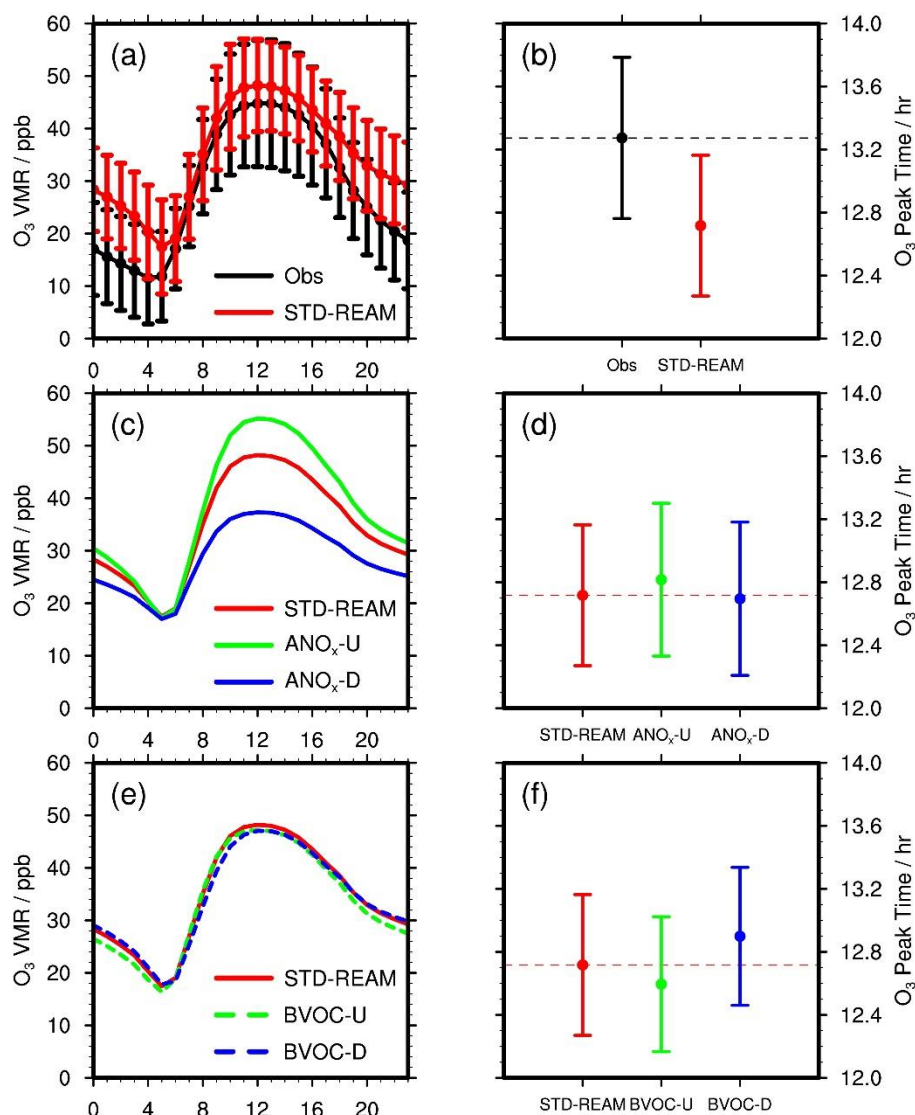 (a)
O₃ VMR / ppb
60
50
40
30
20
10
0
Obs
STD-REAM
0 4 8 12 16 20
(b)
14.0
13.6
13.2
12.8
12.4
12.0
O₃ Peak Time / hr
Obs STD-REAM
(c)
O₃ VMR / ppb
60
50
40
30
20
10
0
STD-REAM
ANOₓ-U
ANOₓ-D
0 4 8 12 16 20
(d)
14.0
13.6
13.2
12.8
12.4
12.0
O₃ Peak Time / hr
STD-REAM ANOₓ-U ANOₓ-D
(e)
O₃ VMR / ppb
60
50
40
30
20
10
0
STD-REAM
BVOC-U
BVOC-D
0 4 8 12 16 20
(f)
14.0
13.6
13.2
12.8
12.4
12.0
O₃ Peak Time / hr
STD-REAM BVOC-U BVOC-D